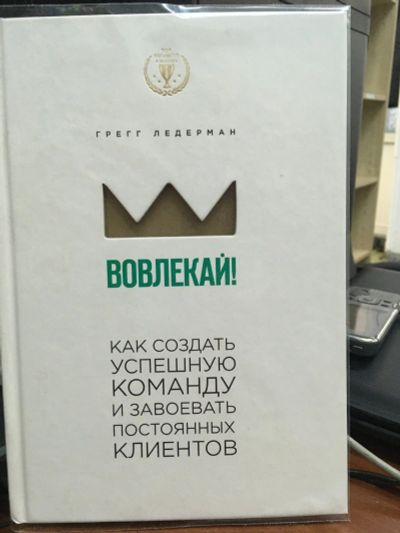 ГРЕГГ ЛЕДЕРМАН
ВОВЛЕКАЙ!
КАК СОЗДАТЬ
УСПЕШНУЮ
КОМАНДУ
И ЗАВОЕВАТЬ
ПОСТОЯННЫХ
КЛИЕНТОВ